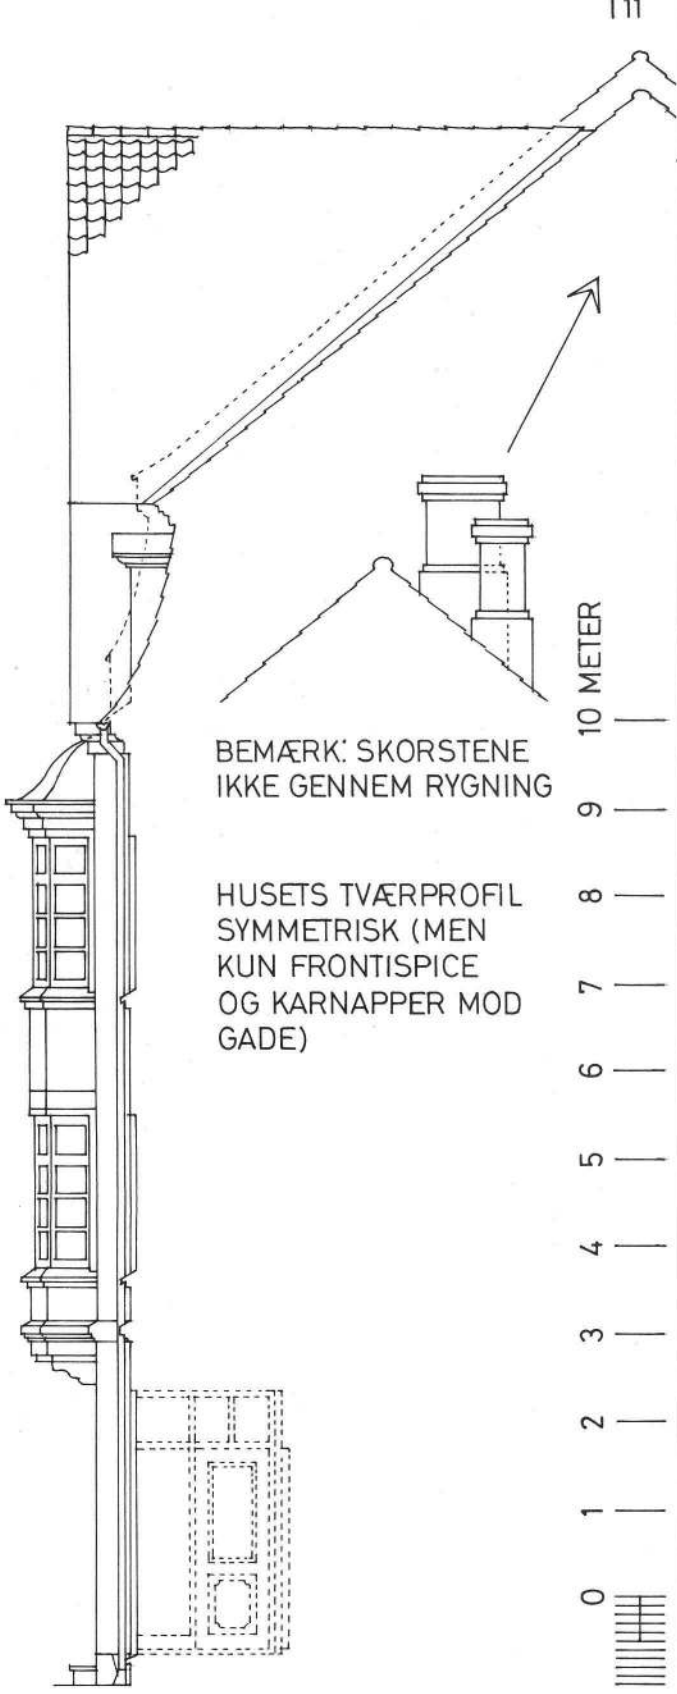 BEMÆRK: SKORSTENE
IKKE GENNEM RYGNING
HUSETS TVÆRPROFIL
SYMMETRISK (MEN
KUN FRONTISPICE
OG KARNAPPER MOD
GADE)
10 METER
9
8
7
6
5
4
3
2
1
0